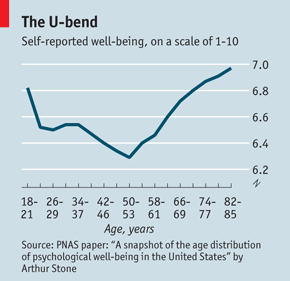 The U-bend
Self-reported well-being, on a scale of 1-10
7.0
6.8
6.6
6.4
6.2
18- 26- 34- 42- 50- 58- 66- 74- 82-
21 29 37 46 53 61 69 77 85
Age, years
Source: PNAS paper: “A snapshot of the age distribution
of psychological well-being in the United States” by
Arthur Stone